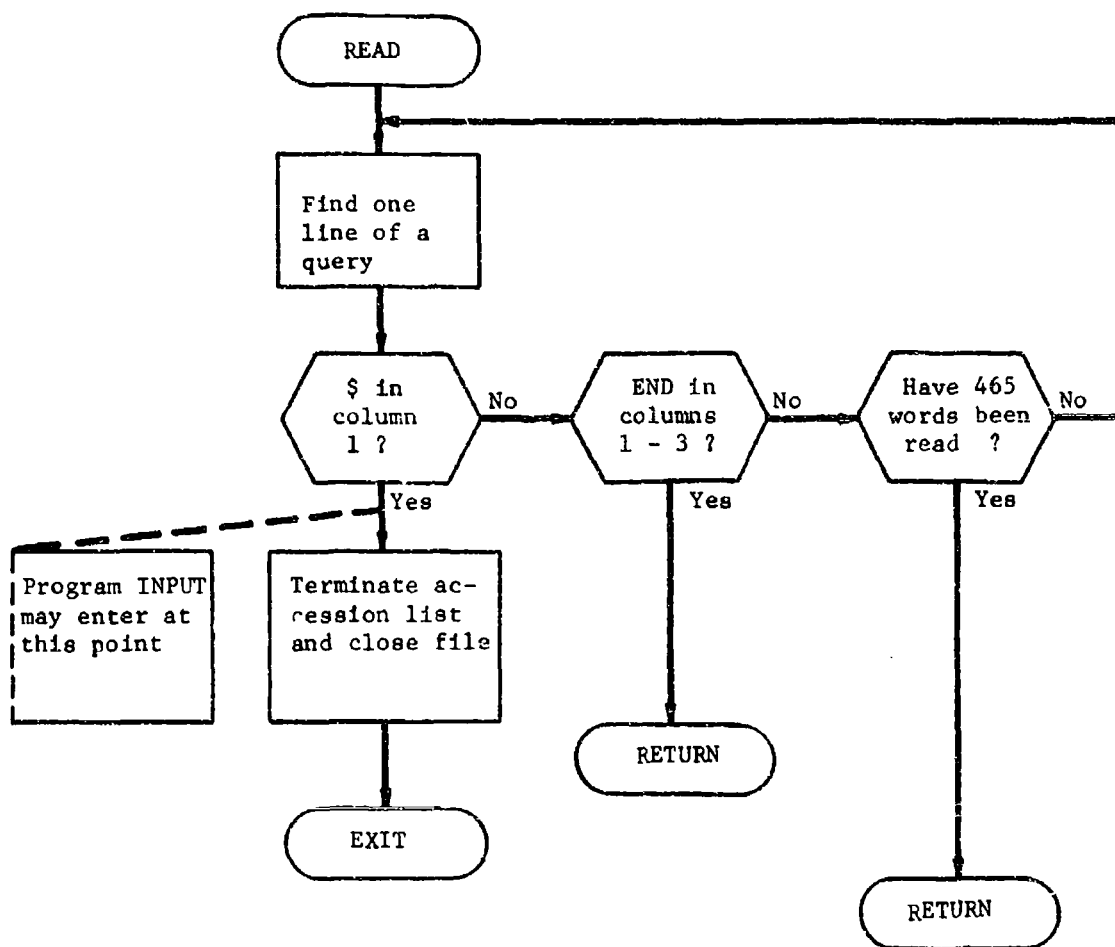 READ
Find one
line of a
query
$ in
column
1 ?
No
END in
columns
1 - 3 ?
No
Have 465
words been
read ?
No
Yes
Yes
Yes
Program INPUT
may enter at
this point
Terminate ac-
cession list
and close file
RETURN
EXIT
RETURN